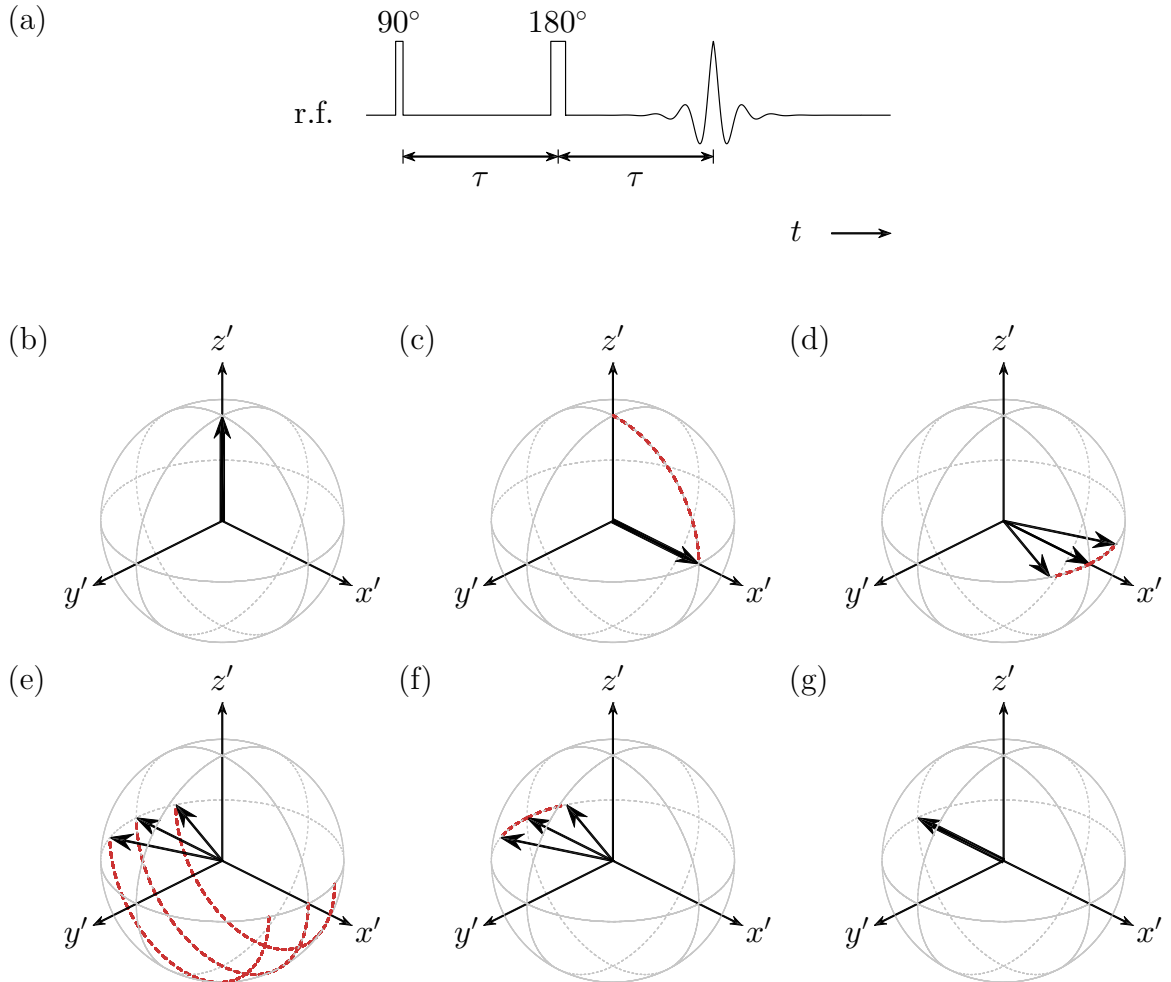 (a)
90° 180°
r.f.
τ τ
t
(b) (c) (d)
z′ z′ z′
y′ x′ y′ x′ y′ x′
(e) (f) (g)
z′ z′ z′
y′ x′ y′ x′ y′ x′